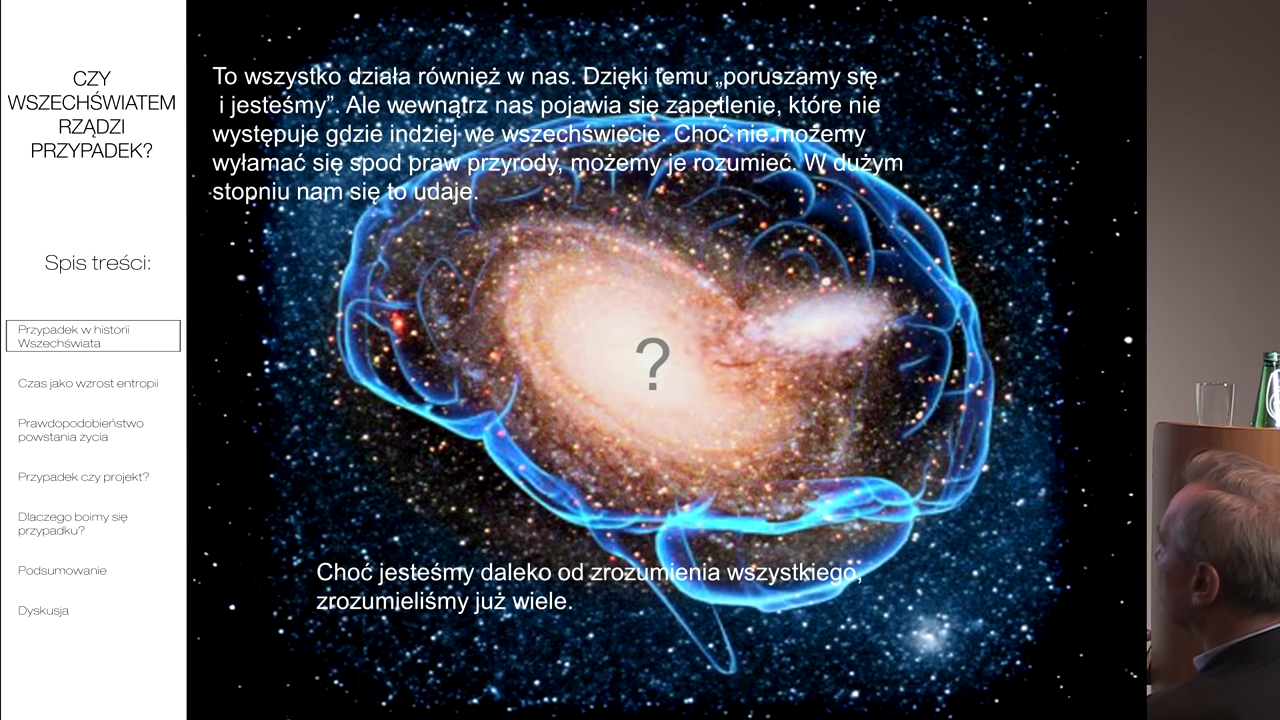 CZY
WSZECHŚWIATEM
RZĄDZI
PRZYPADEK?
Spis treści:
Przypadek w historii
Wszechświata
Czas jako wzrost entropii
Prawdopodobieństwo
powstania życia
Przypadek czy projekt?
Dlaczego boimy się
przypadku?
Podsumowanie
Dyskusja
To wszystko działa również w nas. Dzięki temu „poruszamy się
i jesteśmy”. Ale wewnątrz nas pojawia się zapętlenie, które nie
występuje gdzie indziej we wszechświecie. Choć nie możemy
wyłamać się spod praw przyrody, możemy je rozumieć. W dużym
stopniu nam się to udaje.
?
Choć jesteśmy daleko od zrozumienia wszystkiego,
zrozumieliśmy już wiele.